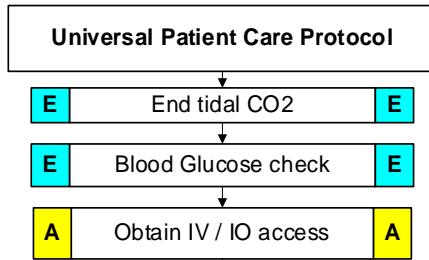 Universal Patient Care Protocol
E End tidal CO2 E
E Blood Glucose check E
A Obtain IV / IO access A